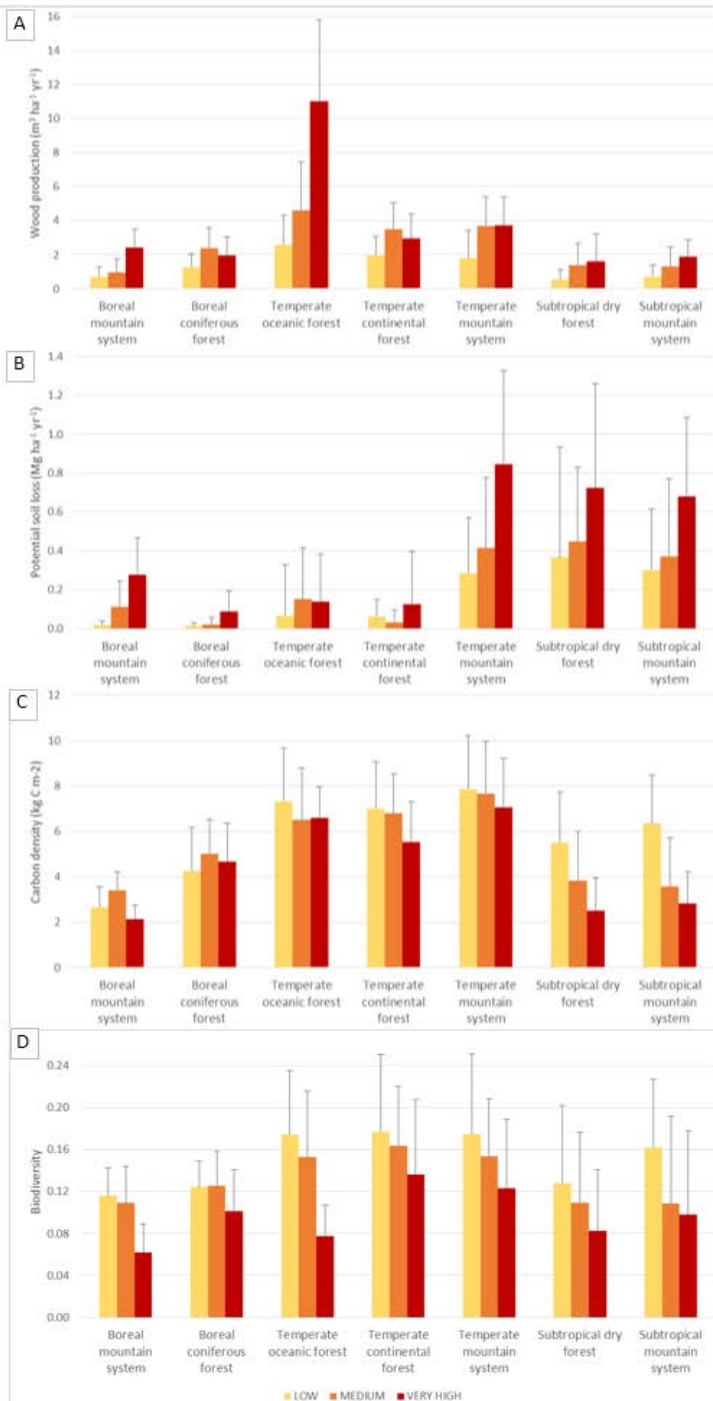 A
Wood production (m³ ha⁻¹ yr⁻¹)
16
14
12
10
8
6
4
2
0
Boreal mountain system
Boreal coniferous forest
Temperate oceanic forest
Temperate continental forest
Temperate mountain system
Subtropical dry forest
Subtropical mountain system
B
Potential soil loss (Mg ha⁻¹ yr⁻¹)
1.4
1.2
1.0
0.8
0.6
0.4
0.2
0.0
Boreal mountain system
Boreal coniferous forest
Temperate oceanic forest
Temperate continental forest
Temperate mountain system
Subtropical dry forest
Subtropical mountain system
C
Carbon density (kg C m-2)
12
10
8
6
4
2
0
Boreal mountain system
Boreal coniferous forest
Temperate oceanic forest
Temperate continental forest
Temperate mountain system
Subtropical dry forest
Subtropical mountain system
D
Biodiversity
0.24
0.20
0.16
0.12
0.08
0.04
0.00
Boreal mountain system
Boreal coniferous forest
Temperate oceanic forest
Temperate continental forest
Temperate mountain system
Subtropical dry forest
Subtropical mountain system
LOW MEDIUM VERY HIGH